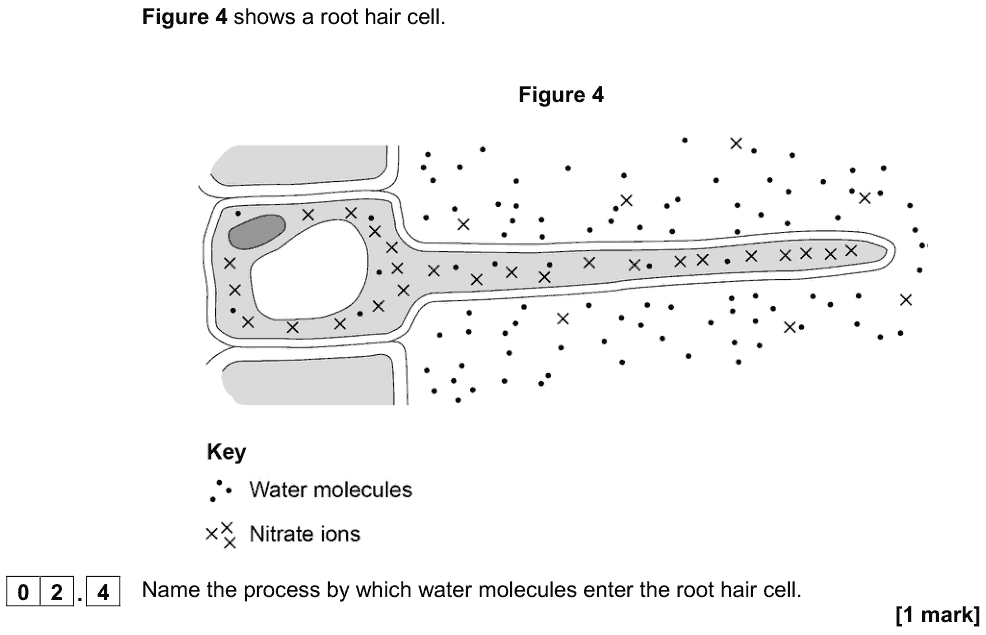 Figure 4 shows a root hair cell.
Figure 4
Key
Water molecules
Nitrate ions
0 2 . 4 Name the process by which water molecules enter the root hair cell.
[1 mark]